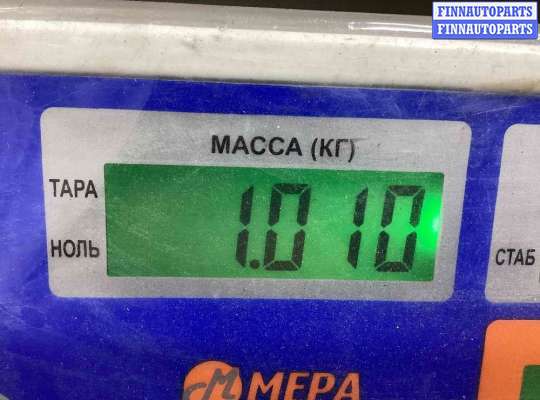 FINNAUTOPARTS
FINNAUTOPARTS
МАССА (КГ)
ТАРА
1.010
НОЛЬ
СТАБ
МЕРА